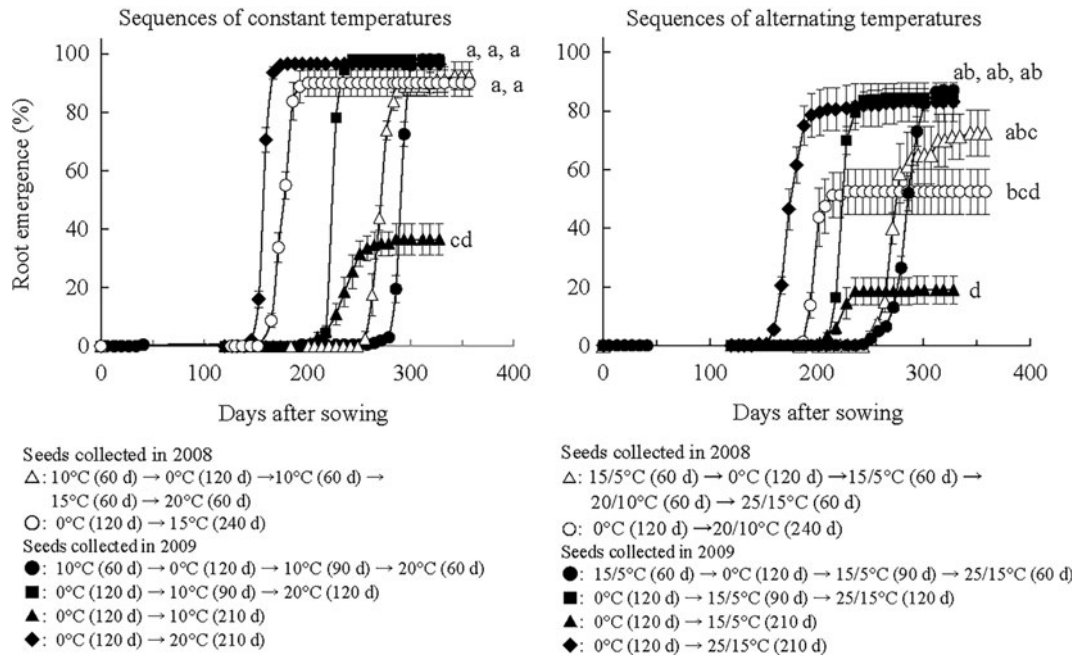 Sequences of constant temperatures
Root emergence (%)
100
80
60
40
20
0
0
100
200
300
400
a, a, a
a, a
cd
Days after sowing
Seeds collected in 2008
△: 10°C (60 d) → 0°C (120 d) →10°C (60 d) →
15°C (60 d) → 20°C (60 d)
○: 0°C (120 d) → 15°C (240 d)
Seeds collected in 2009
●: 10°C (60 d) → 0°C (120 d) → 10°C (90 d) → 20°C (60 d)
■: 0°C (120 d) → 10°C (90 d) → 20°C (120 d)
▲: 0°C (120 d) → 10°C (210 d)
◆: 0°C (120 d) → 20°C (210 d)
Sequences of alternating temperatures
100
80
60
40
20
0
0
100
200
300
400
ab, ab, ab
abc
bcd
d
Days after sowing
Seeds collected in 2008
△: 15/5°C (60 d) → 0°C (120 d) →15/5°C (60 d) →
20/10°C (60 d) → 25/15°C (60 d)
○: 0°C (120 d) →20/10°C (240 d)
Seeds collected in 2009
●: 15/5°C (60 d) → 0°C (120 d) → 15/5°C (90 d) → 25/15°C (60 d)
■: 0°C (120 d) → 15/5°C (90 d) → 25/15°C (120 d)
▲: 0°C (120 d) → 15/5°C (210 d)
◆: 0°C (120 d) → 25/15°C (210 d)